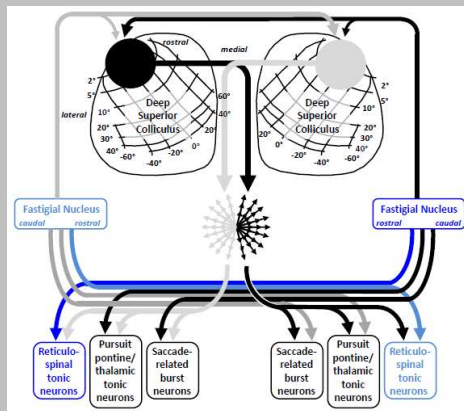 rostral
medial
lateral
2°
5°
10°
20°
30°
40°
-60°
-40°
-20°
0°
20°
40°
60°
Deep
Superior
Colliculus
2°
5°
10°
20°
30°
40°
60°
40°
20°
0°
-20°
-40°
-60°
Deep
Superior
Colliculus
Fastigial Nucleus
caudal rostral
Fastigial Nucleus
rostral caudal
Reticulo-
spinal
tonic
neurons
Pursuit
pontine/
thalamic
tonic
neurons
Saccade-
related
burst
neurons
Saccade-
related
burst
neurons
Pursuit
pontine/
thalamic
tonic
neurons
Reticulo-
spinal
tonic
neurons